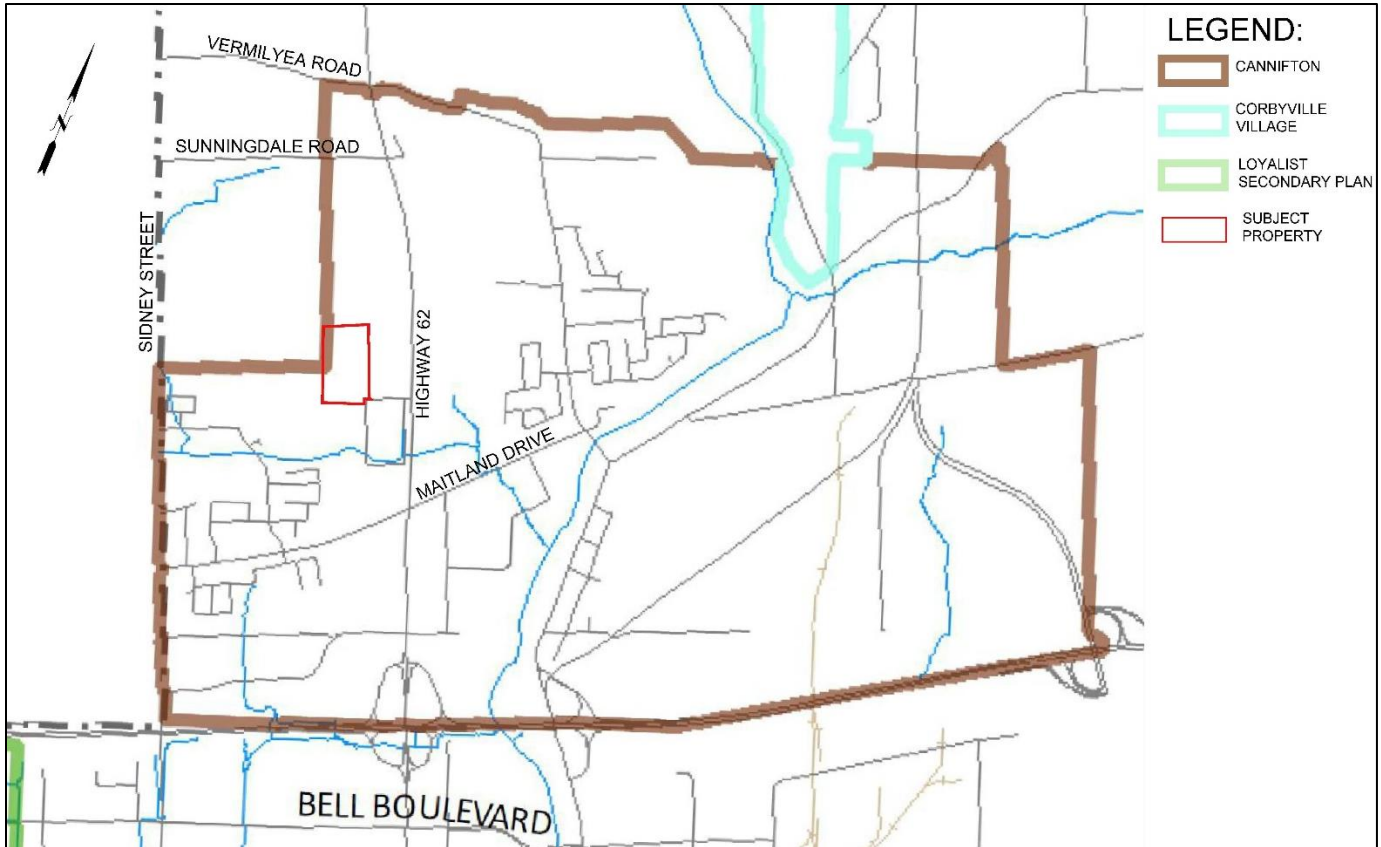 LEGEND:
CANNIFTON
CORBYVILLE
VILLAGE
LOYALIST
SECONDARY PLAN
SUBJECT
PROPERTY
N
VERMILYEA ROAD
SUNNINGDALE ROAD
SIDNEY STREET
HIGHWAY 62
MAITLAND DRIVE
BELL BOULEVARD